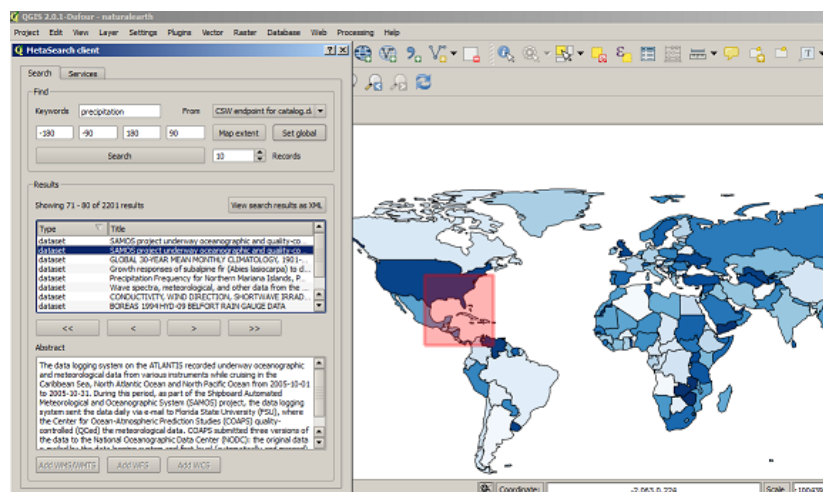 QGIS 2.0.1-Dufour - naturalearth
Project Edit View Layer Settings Plugins Vector Raster Database Web Processing Help
MetaSearch client
Search Services
Find
Keywords precipitation From CSW endpoint for catalog.d
-180 -90 180 90 Map extent Set global
Search 10 Records
Results
Showing 71 - 80 of 2201 results View search results as XML
Type Title
dataset SAMOS project underway oceanographic and quality-co
dataset SAMOS project underway oceanographic and quality-co
dataset GLOBAL 30-YEAR MEAN MONTHLY CLIMATOLOGY, 1901-...
dataset Growth responses of subalpine fir (Abies lasiocarpa) to d...
dataset Precipitation Frequency for Northern Mariana Islands, P...
dataset Wave spectra, meteorological, and other data from the ...
dataset CONDUCTIVITY, WIND DIRECTION, SHORTWAVE IRRAD...
dataset BOREAS 1994 HYD-09 BELFORT RAIN GAUGE DATA
<< < > >>
Abstract
The data logging system on the ATLANTIS recorded underway oceanographic
and meteorological data from various instruments while cruising in the
Caribbean Sea, North Atlantic Ocean and North Pacific Ocean from 2005-10-01
to 2005-10-31. During this period, as part of the Shipboard Automated
Meteorological and Oceanographic System (SAMOS) project, the data logging
system sent the data daily via e-mail to Florida State University (FSU), where
the Center for Ocean-Atmospheric Prediction Studies (COAPS) quality-
controlled (QCed) the meteorological data. COAPS submitted three versions of
the data to the National Oceanographic Data Center (NODC): the original data
Add WMS/WMTS Add WFS Add WCS
Coordinate: -2.063,0.224 Scale